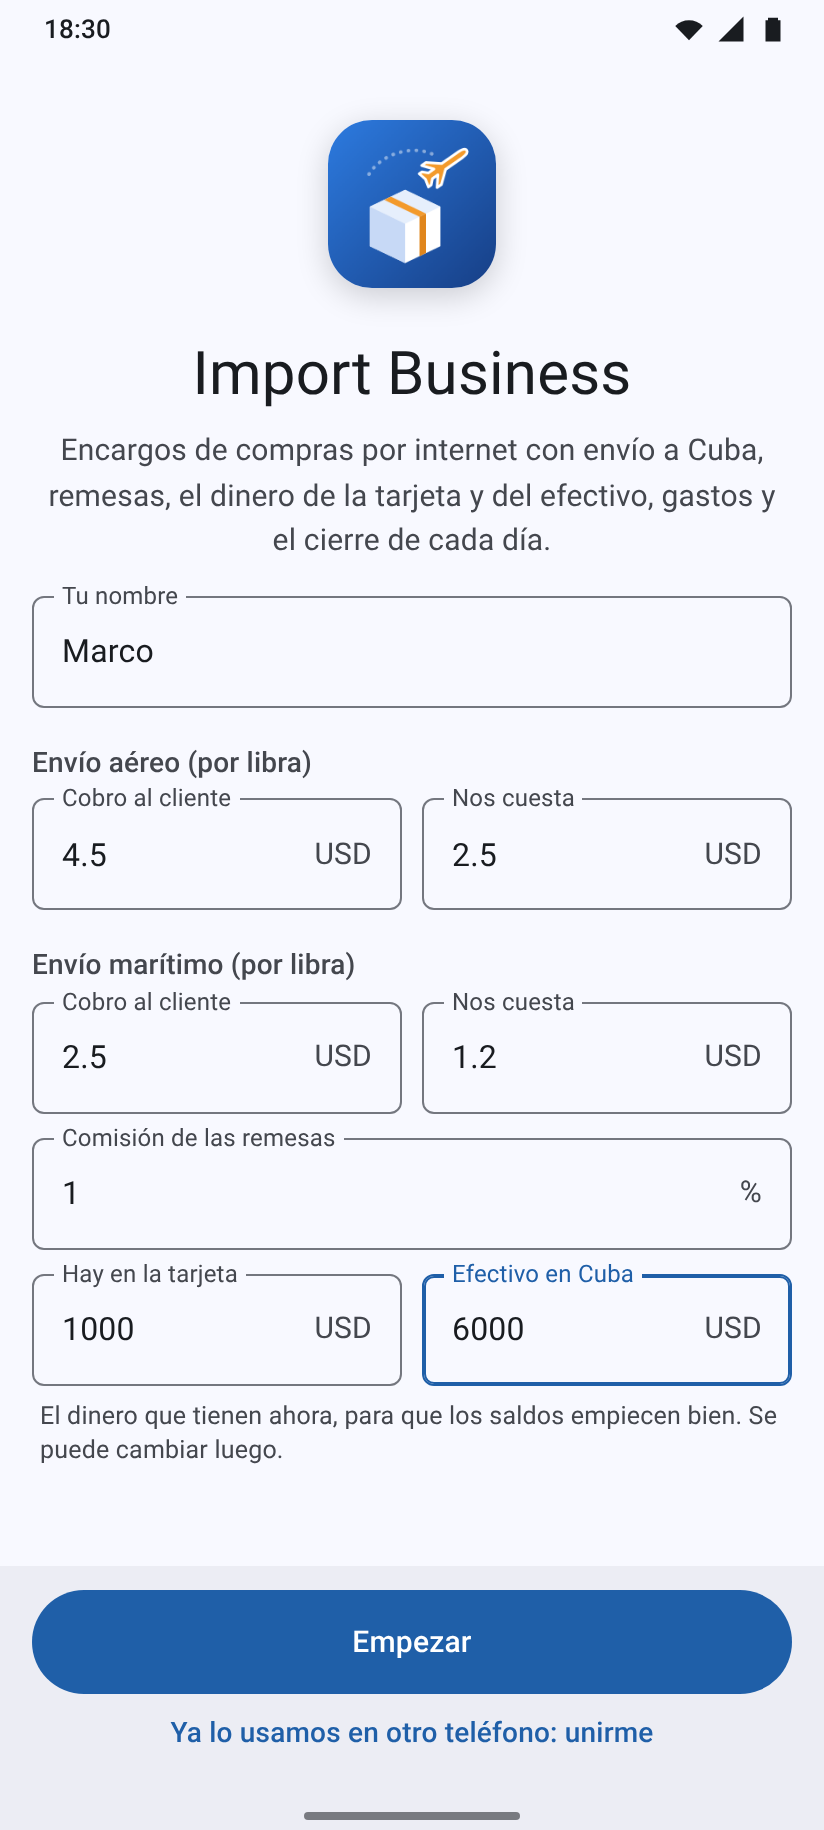 18:30
Import Business
Encargos de compras por internet con envío a Cuba,
remesas, el dinero de la tarjeta y del efectivo, gastos y
el cierre de cada día.
Tu nombre
Marco
Envío aéreo (por libra)
Cobro al cliente
4.5 USD
Nos cuesta
2.5 USD
Envío marítimo (por libra)
Cobro al cliente
2.5 USD
Nos cuesta
1.2 USD
Comisión de las remesas
1 %
Hay en la tarjeta
1000 USD
Efectivo en Cuba
6000 USD
El dinero que tienen ahora, para que los saldos empiecen bien. Se
puede cambiar luego.
Empezar
Ya lo usamos en otro teléfono: unirme